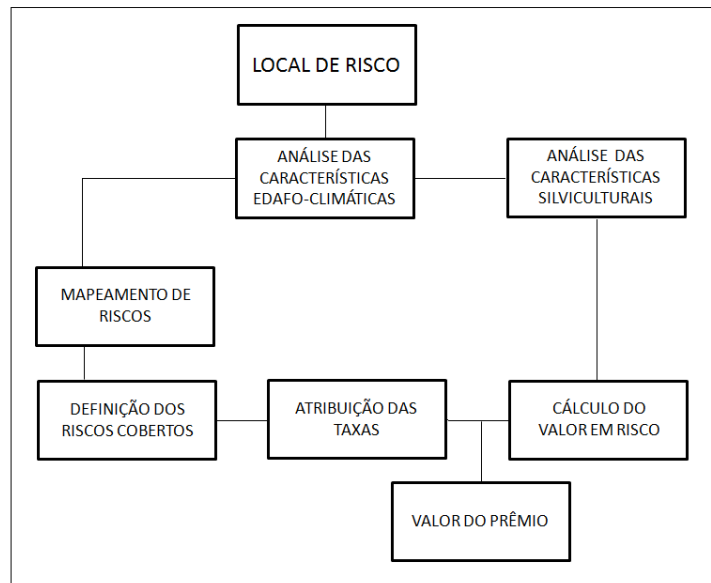 LOCAL DE RISCO
ANÁLISE DAS
CARACTERÍSTICAS
EDAFO-CLIMÁTICAS
ANÁLISE DAS
CARACTERÍSTICAS
SILVICULTURAIS
MAPEAMENTO DE
RISCOS
DEFINIÇÃO DOS
RISCOS COBERTOS
ATRIBUIÇÃO DAS
TAXAS
CÁLCULO DO
VALOR EM RISCO
VALOR DO PRÊMIO